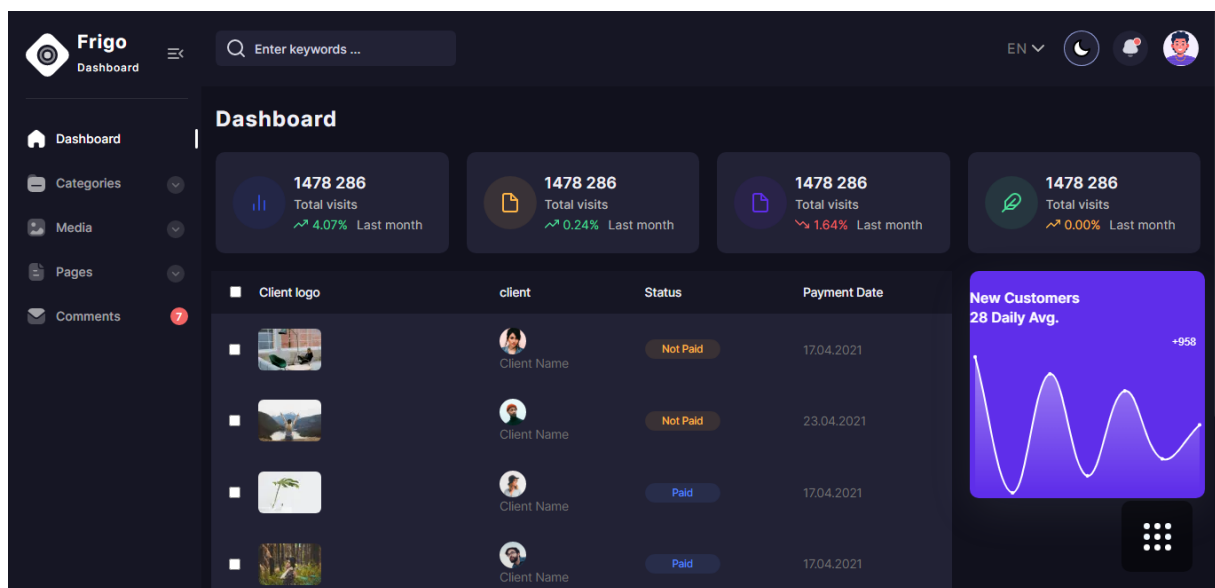 Frigo
Dashboard
Enter keywords ...
EN
Dashboard
Categories
Media
Pages
Comments 7
Dashboard
1478 286
Total visits
4.07% Last month
1478 286
Total visits
0.24% Last month
1478 286
Total visits
1.64% Last month
1478 286
Total visits
0.00% Last month
Client logo client Status Payment Date
Client Name Not Paid 17.04.2021
Client Name Not Paid 23.04.2021
Client Name Paid 17.04.2021
Client Name Paid 17.04.2021
New Customers
28 Daily Avg.
+958